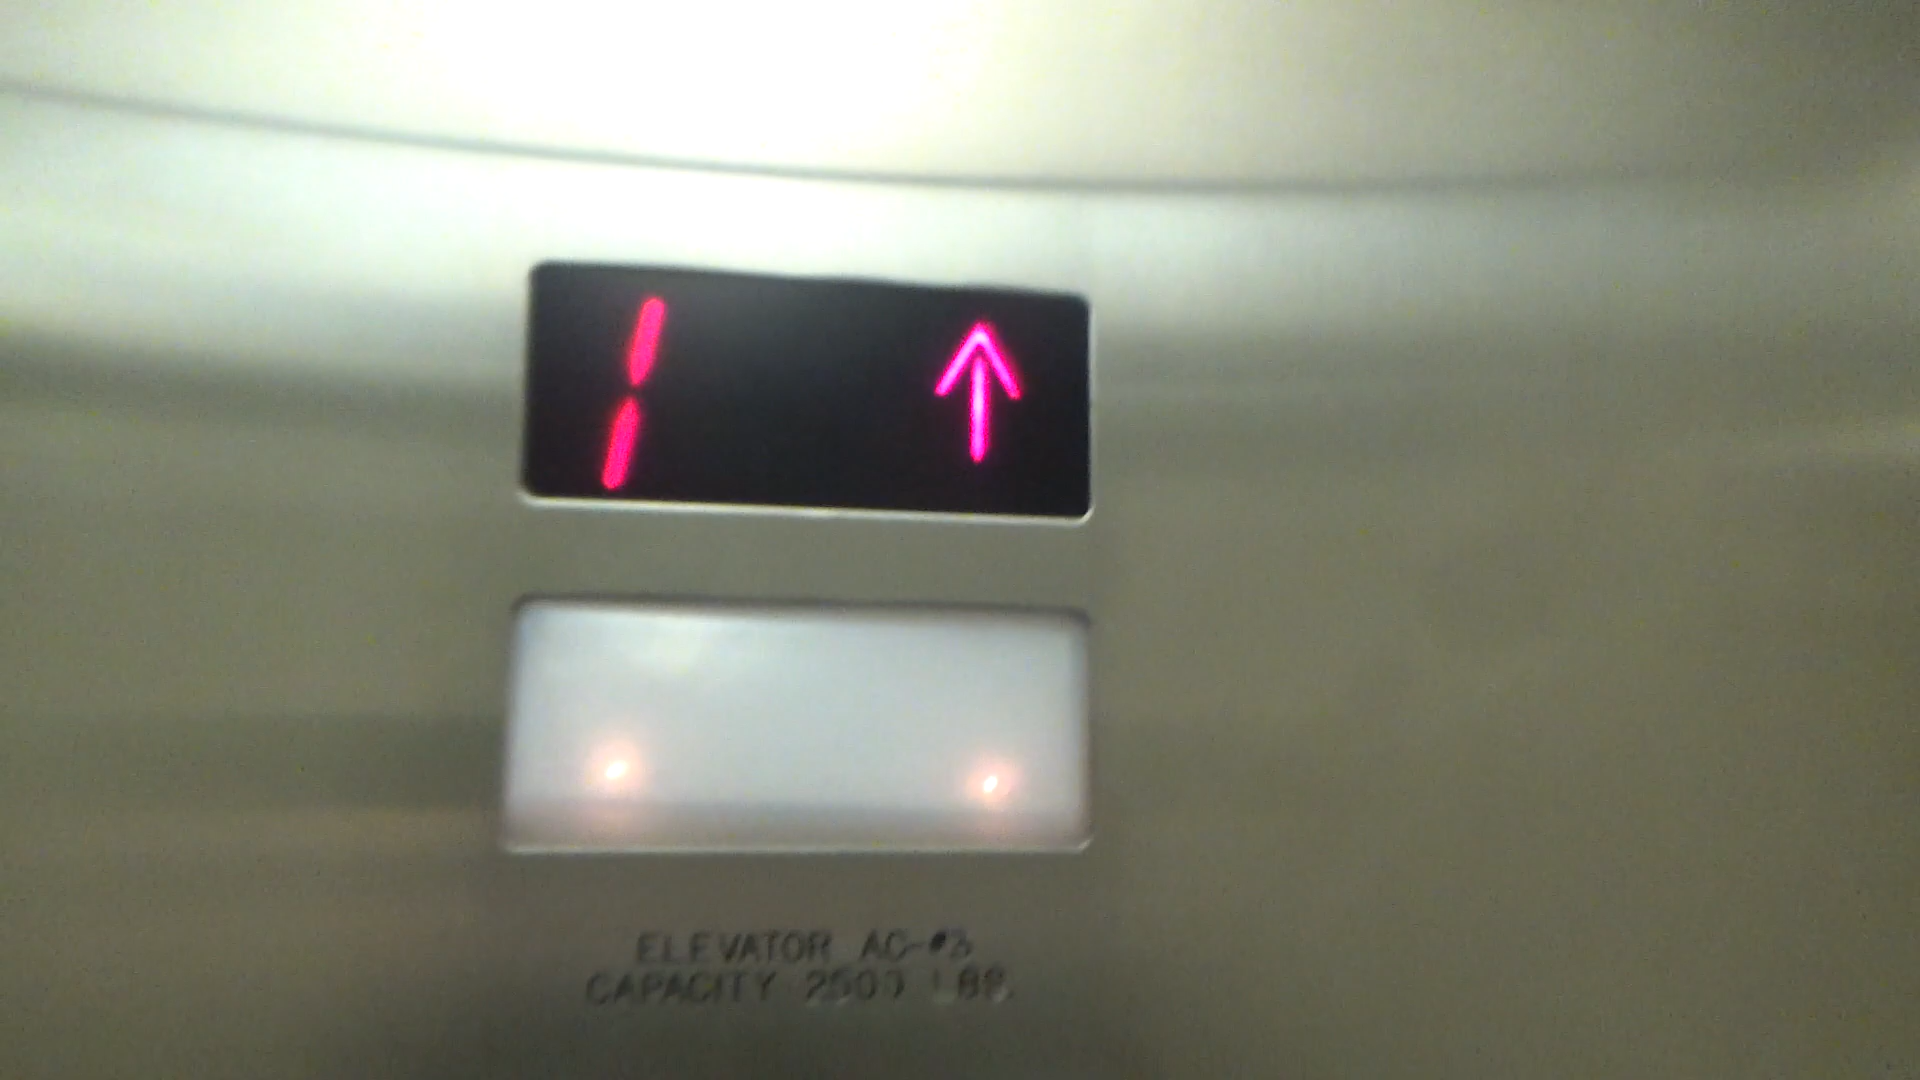 1 ↑
ELEVATOR AC-#3
CAPACITY 2500 LBS.